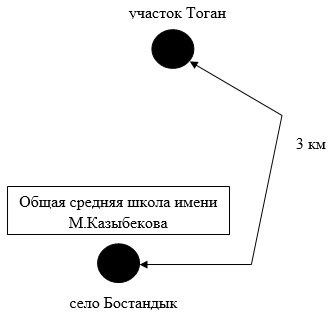 участок Тоган
3 км
Общая средняя школа имени
М.Казыбекова
село Бостандык